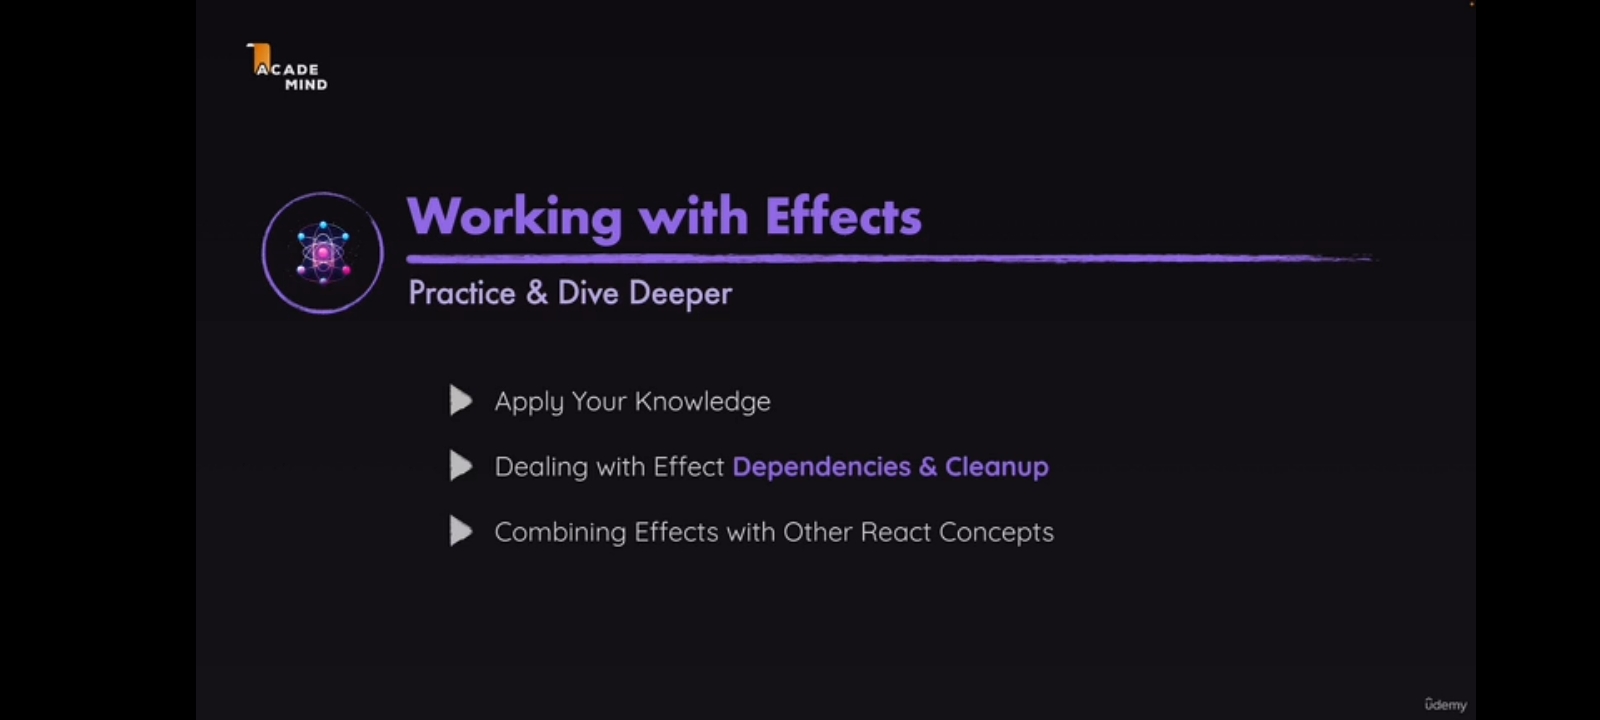 ACADE
MIND
Working with Effects
Practice & Dive Deeper
Apply Your Knowledge
Dealing with Effect Dependencies & Cleanup
Combining Effects with Other React Concepts
ûdemy